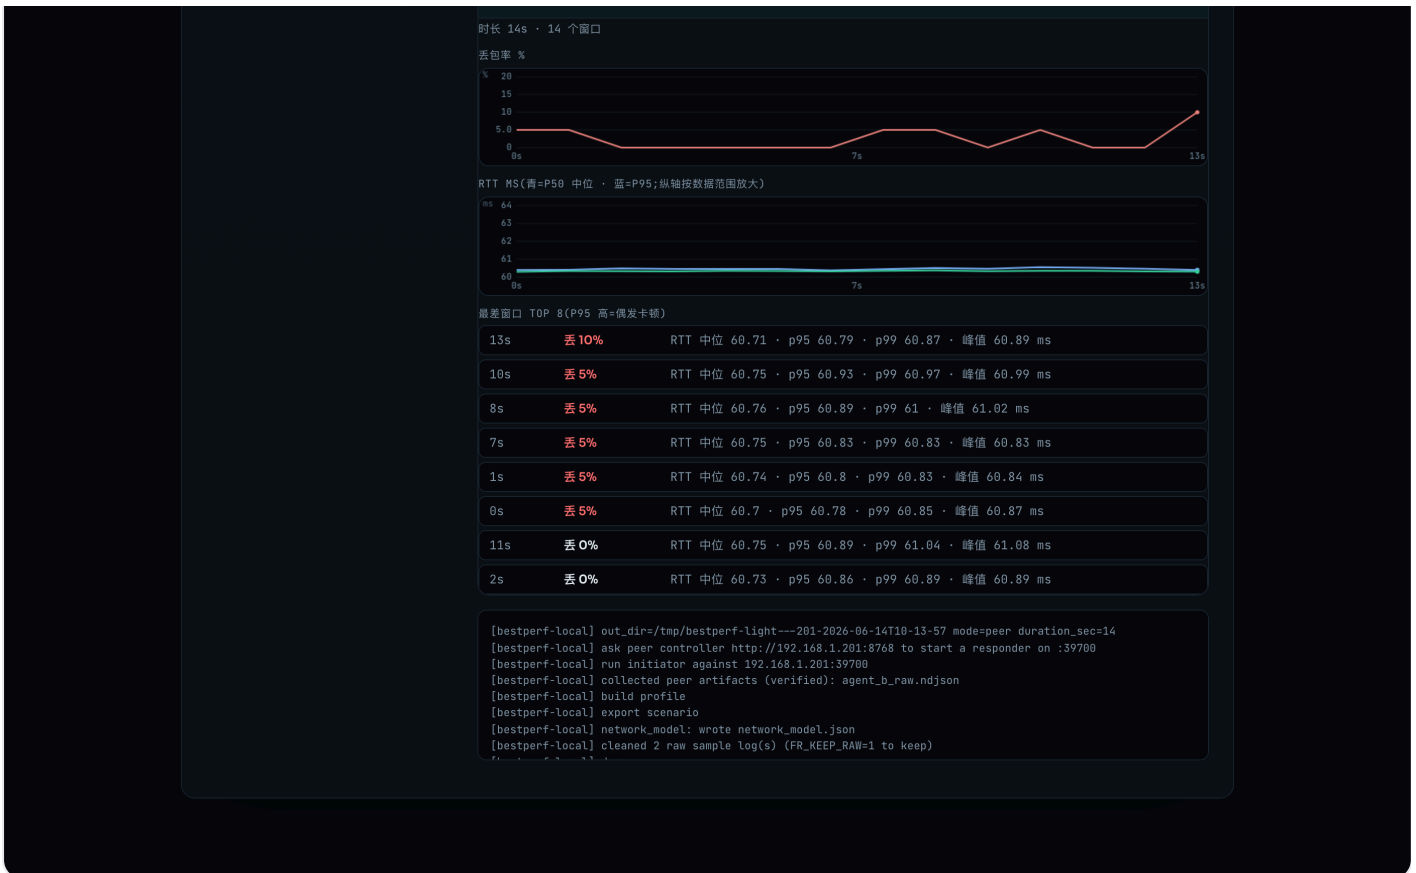 时长 14s · 14 个窗口
丢包率 %
%
20
15
10
5.0
0
0s 7s 13s
RTT MS(青=P50 中位 · 蓝=P95;纵轴按数据范围放大)
ms
64
63
62
61
60
0s 7s 13s
最差窗口 TOP 8(P95 高=偶发卡顿)
13s 丢 10% RTT 中位 60.71 · p95 60.79 · p99 60.87 · 峰值 60.89 ms
10s 丢 5% RTT 中位 60.75 · p95 60.93 · p99 60.97 · 峰值 60.99 ms
8s 丢 5% RTT 中位 60.76 · p95 60.89 · p99 61 · 峰值 61.02 ms
7s 丢 5% RTT 中位 60.75 · p95 60.83 · p99 60.83 · 峰值 60.83 ms
1s 丢 5% RTT 中位 60.74 · p95 60.8 · p99 60.83 · 峰值 60.84 ms
0s 丢 5% RTT 中位 60.7 · p95 60.78 · p99 60.85 · 峰值 60.87 ms
11s 丢 0% RTT 中位 60.75 · p95 60.89 · p99 61.04 · 峰值 61.08 ms
2s 丢 0% RTT 中位 60.73 · p95 60.86 · p99 60.89 · 峰值 60.89 ms
[bestperf-local] out_dir=/tmp/bestperf-light---201-2026-06-14T10-13-57 mode=peer duration_sec=14
[bestperf-local] ask peer controller http://192.168.1.201:8768 to start a responder on :39700
[bestperf-local] run initiator against 192.168.1.201:39700
[bestperf-local] collected peer artifacts (verified): agent_b_raw.ndjson
[bestperf-local] build profile
[bestperf-local] export scenario
[bestperf-local] network_model: wrote network_model.json
[bestperf-local] cleaned 2 raw sample log(s) (FR_KEEP_RAW=1 to keep)